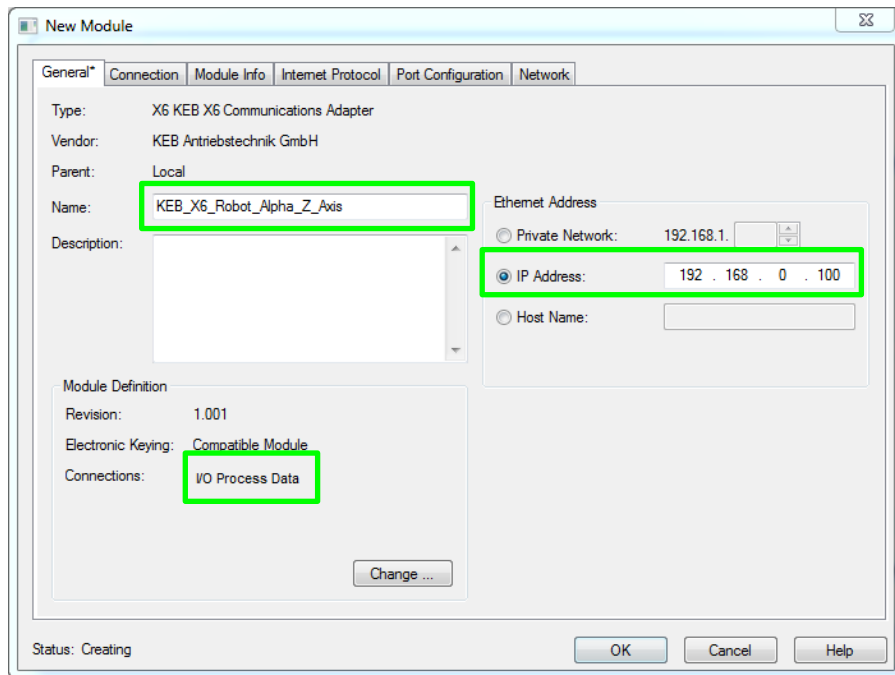 New Module
General* Connection Module Info Internet Protocol Port Configuration Network
Type: X6 KEB X6 Communications Adapter
Vendor: KEB Antriebstechnik GmbH
Parent: Local
Name: KEB_X6_Robot_Alpha_Z_Axis
Description:
Ethernet Address
Private Network: 192.168.1.
IP Address: 192 . 168 . 0 . 100
Host Name:
Module Definition
Revision: 1.001
Electronic Keying: Compatible Module
Connections: I/O Process Data
Change ...
Status: Creating
OK Cancel Help